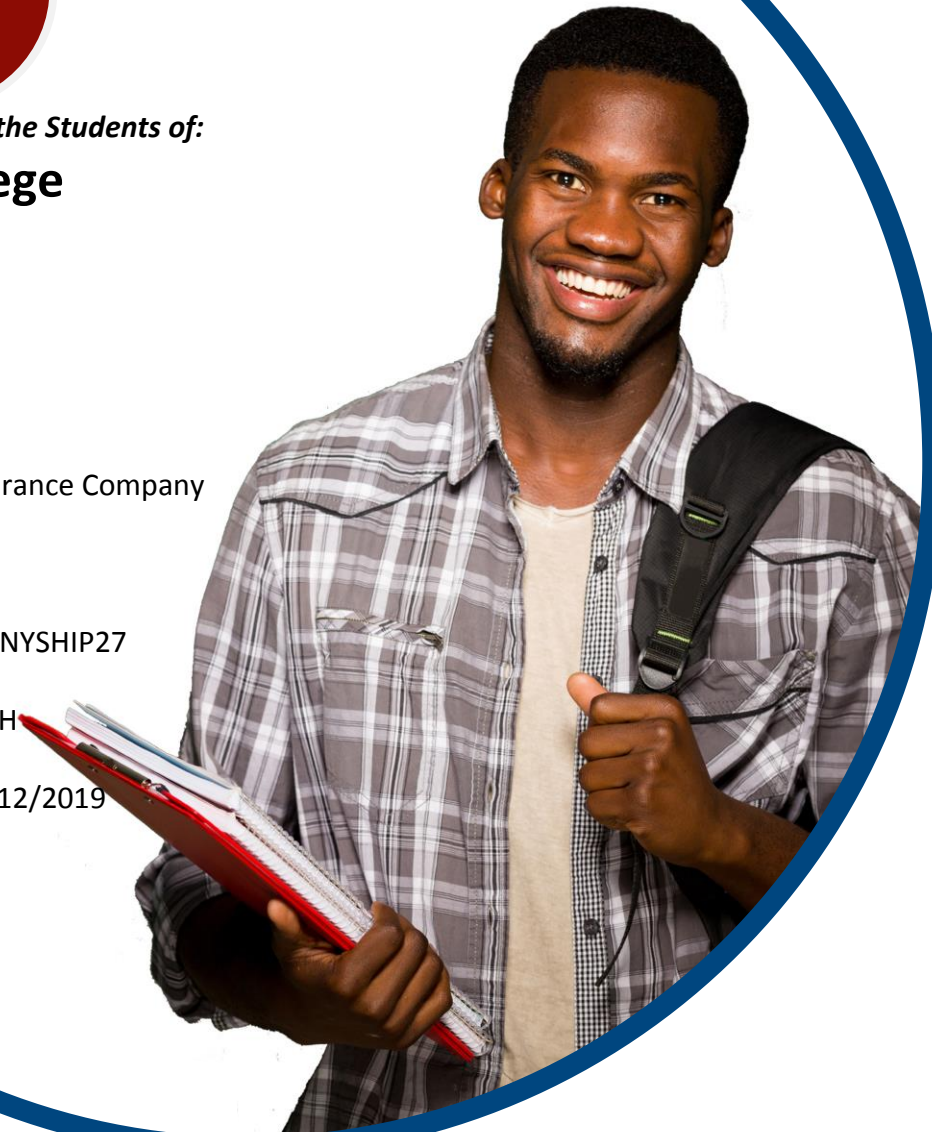 the Students of:
ege
rance Company
NYSHIP27
H
12/2019